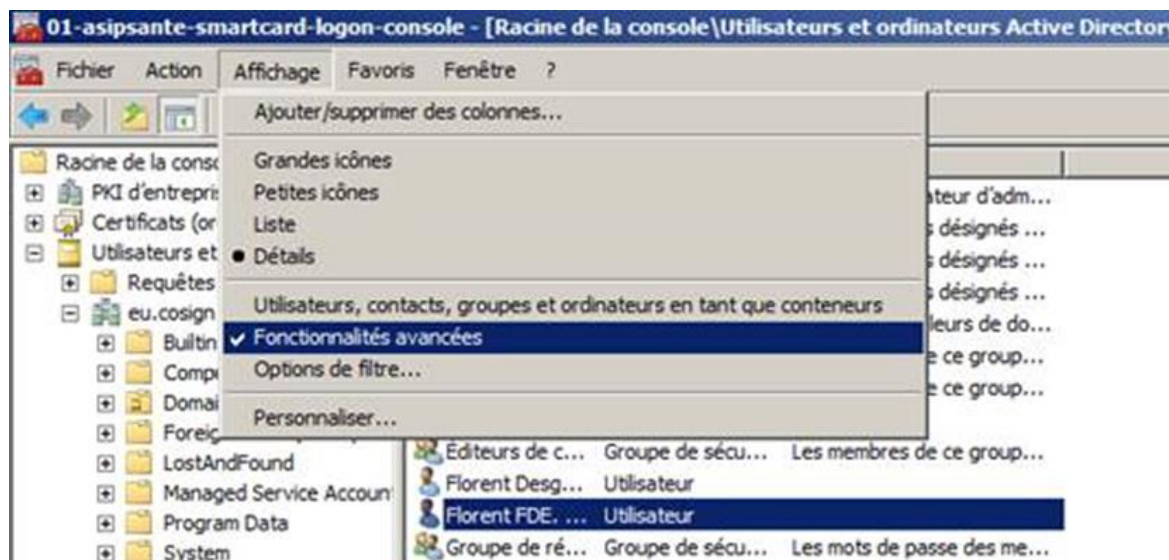 01-asipsante-smartcard-logon-console - [Racine de la console\Utilisateurs et ordinateurs Active Director
Fichier Action Affichage Favoris Fenêtre ?
Ajouter/supprimer des colonnes...
Grandes icônes
Petites icônes
Liste
Détails
Utilisateurs, contacts, groupes et ordinateurs en tant que conteneurs
Fonctionnalités avancées
Options de filtre...
Personnaliser...
Racine de la conso
PKI d'entrepris
Certificats (or
Utilisateurs et
Requêtes
eu.cosign
Builtin
Compu
Domai
Foreig
LostAndFound
Managed Service Accoun
Program Data
System
ateur d'adm...
s désignés ...
s désignés ...
s désignés ...
leurs de do...
e ce group...
e ce group...
Éditeurs de c... Groupe de sécu... Les membres de ce group...
Florent Desg... Utilisateur
Florent FDE. ... Utilisateur
Groupe de ré... Groupe de sécu... Les mots de passe des me...